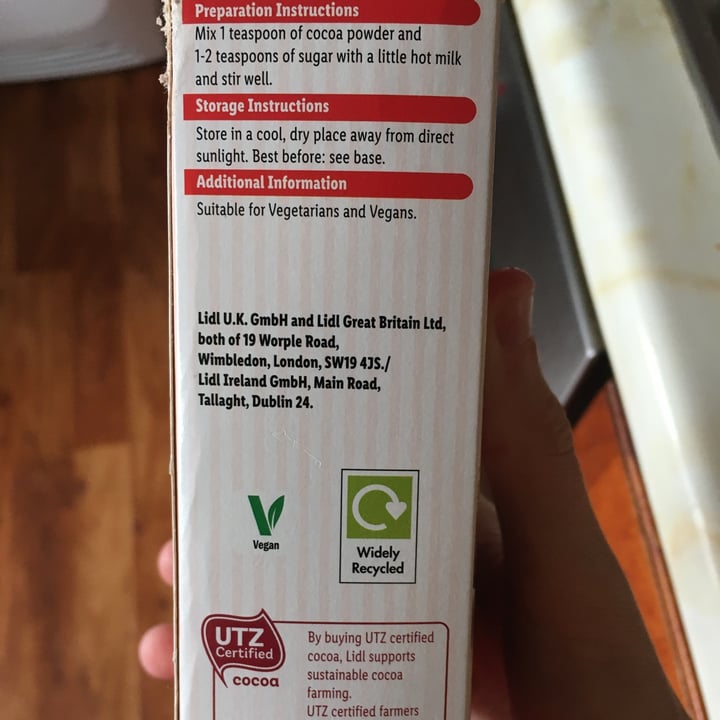 Preparation Instructions
Mix 1 teaspoon of cocoa powder and
1-2 teaspoons of sugar with a little hot milk
and stir well.
Storage Instructions
Store in a cool, dry place away from direct
sunlight. Best before: see base.
Additional Information
Suitable for Vegetarians and Vegans.
Lidl U.K. GmbH and Lidl Great Britain Ltd,
both of 19 Worple Road,
Wimbledon, London, SW19 4JS./
Lidl Ireland GmbH, Main Road,
Tallaght, Dublin 24.
Vegan
Widely
Recycled
UTZ
Certified
cocoa
By buying UTZ certified
cocoa, Lidl supports
sustainable cocoa
farming.
UTZ certified farmers